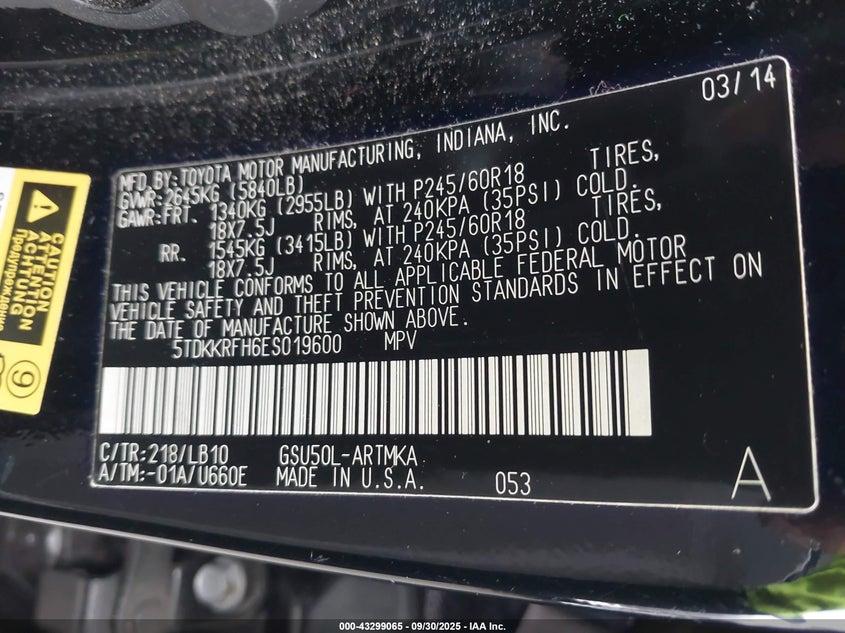 03/14
MFD.BY:TOYOTA MOTOR MANUFACTURING, INDIANA, INC.
GVWR:2645KG (5840LB)
GAWR:FRT. 1340KG (2955LB) WITH P245/60R18 TIRES,
18X7.5J RIMS, AT 240KPA (35PSI) COLD.
RR. 1545KG (3415LB) WITH P245/60R18 TIRES,
18X7.5J RIMS, AT 240KPA (35PSI) COLD.
THIS VEHICLE CONFORMS TO ALL APPLICABLE FEDERAL MOTOR
VEHICLE SAFETY AND THEFT PREVENTION STANDARDS IN EFFECT ON
THE DATE OF MANUFACTURE SHOWN ABOVE.
5TDKKRFH6ES019600 MPV
C/TR:218/LB10 GSU50L-ARTMKA
A/TM:-01A/U660E MADE IN U.S.A. 053
A
CAUTION
ATTENTION
ACHTUNG
Предупреждение
9
000-43299065 - 09/30/2025 - IAA Inc.